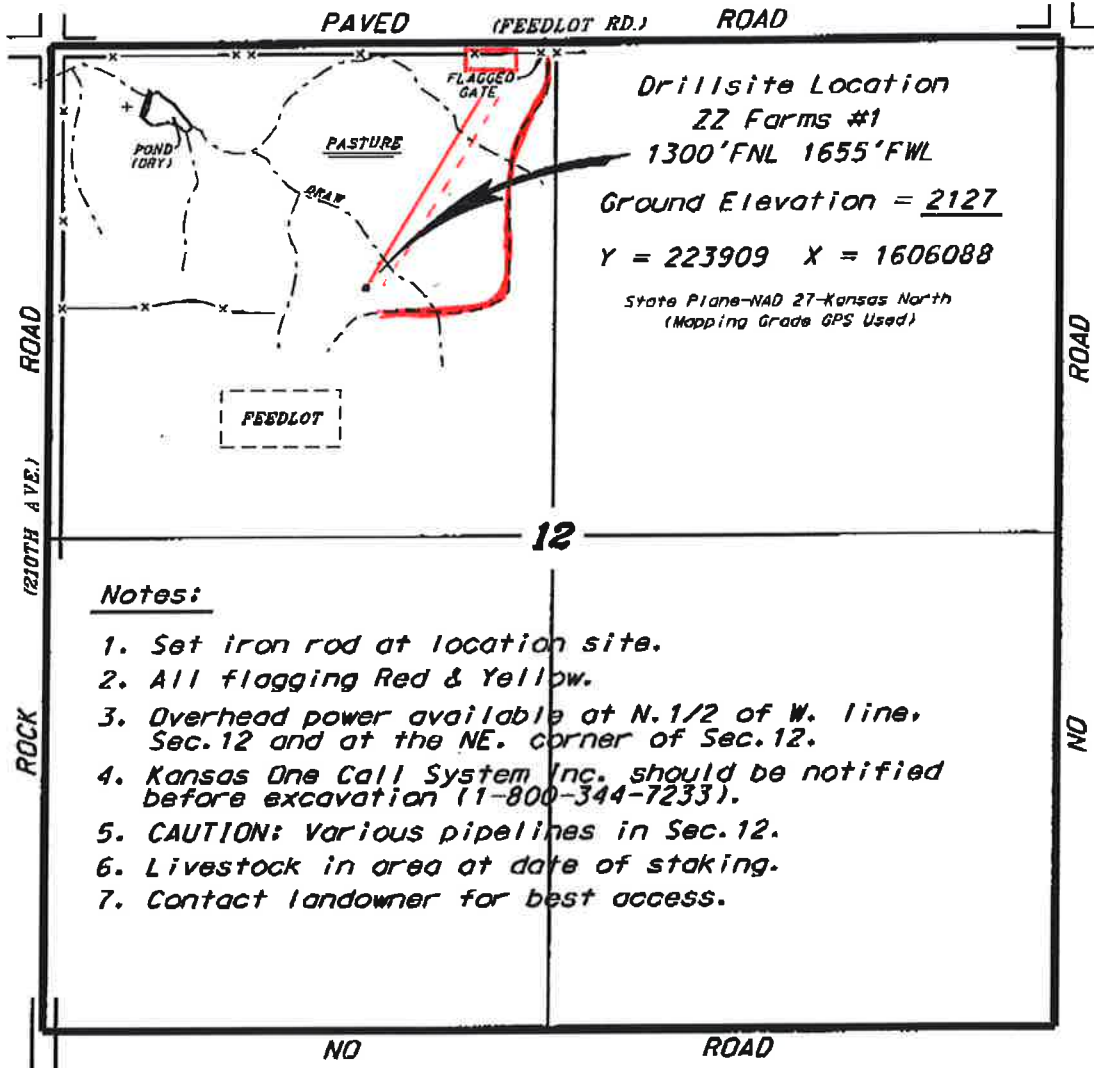 PAVED (FEEDLOT RD.) ROAD
FLAGGED
GATE
POND
(DRY)
PASTURE
DRAW
FEEDLOT
Drillsite Location
ZZ Farms #1
1300'FNL 1655'FWL
Ground Elevation = 2127
Y = 223909 X = 1606088
State Plane-NAD 27-Kansas North
(Mapping Grade GPS Used)
ROCK (210TH AVE.) ROAD
NO ROAD
12
Notes:
1. Set iron rod at location site.
2. All flagging Red & Yellow.
3. Overhead power available at N.1/2 of W. line,
Sec.12 and at the NE. corner of Sec.12.
4. Kansas One Call System Inc. should be notified
before excavation (1-800-344-7233).
5. CAUTION: Various pipelines in Sec.12.
6. Livestock in area at date of staking.
7. Contact landowner for best access.
NO ROAD